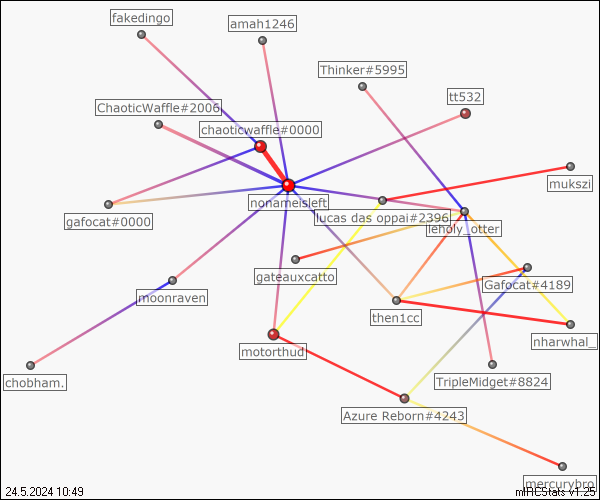 fakedingo
amah1246
Thinker#5995
tt532
ChaoticWaffle#2006
chaoticwaffle#0000
mukszi
nonamesleft
lucas das oppai#2396
gafocat#0000
leholy_otter
gateauxcatto
Gafocat#4189
moonraven
then1cc
nharwhal_
motorthud
chobham.
TripleMidget#8824
Azure Reborn#4243
mercurybro
24.5.2024 10:49
mIRCStats v1.25